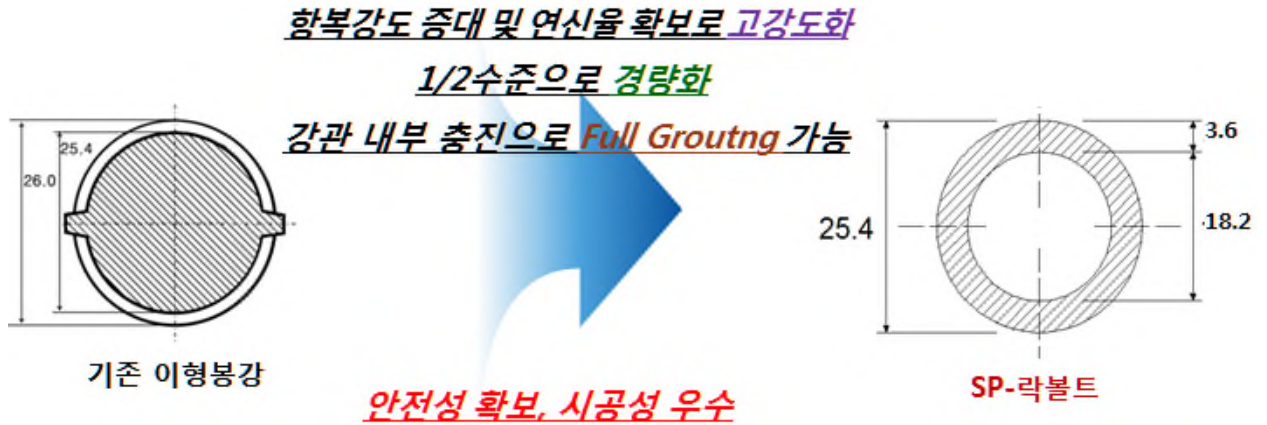 항복강도 증대 및 연신율 확보로 고강도화
1/2수준으로 경량화
강관 내부 충진으로 Full Groutng 가능
25.4
26.0
기존 이형봉강
3.6
18.2
25.4
SP-락볼트
안전성 확보, 시공성 우수